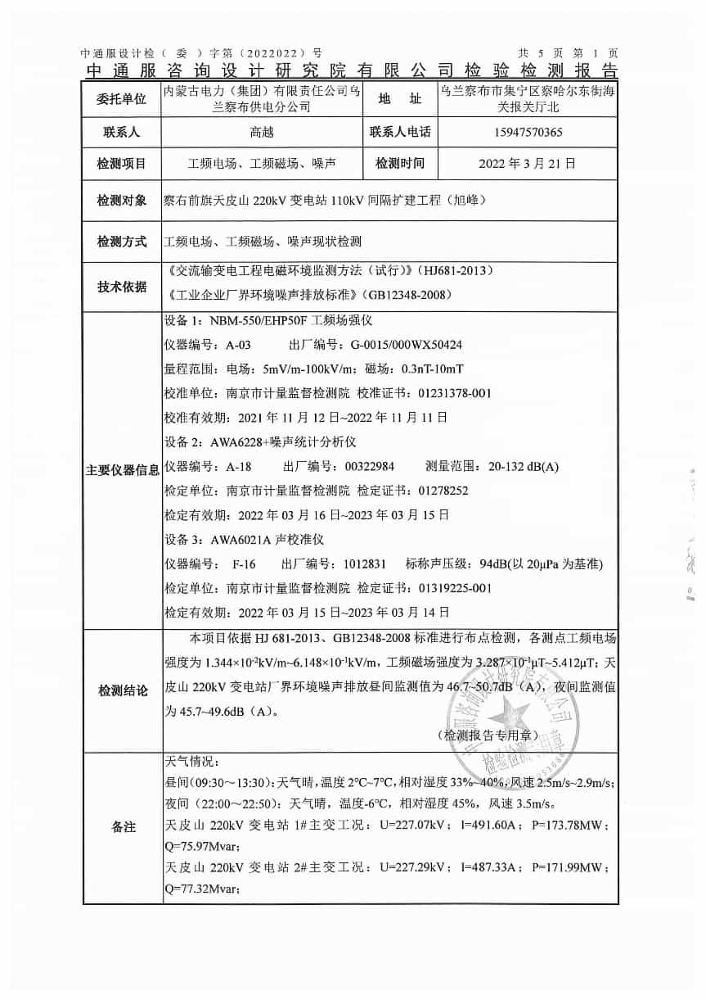 中通服设计检（ 委 ）字第（2022022）号 共 5 页 第 1 页
中通服咨询设计研究院有限公司检验检测报告
委托单位 内蒙古电力（集团）有限责任公司乌兰察布供电分公司 地 址 乌兰察布市集宁区察哈尔东街海关报关厅北
联系人 高越 联系人电话 15947570365
检测项目 工频电场、工频磁场、噪声 检测时间 2022 年 3 月 21 日
检测对象 察右前旗天皮山 220kV 变电站 110kV 间隔扩建工程（旭峰）
检测方式 工频电场、工频磁场、噪声现状检测
技术依据
《交流输变电工程电磁环境监测方法（试行）》（HJ681-2013）
《工业企业厂界环境噪声排放标准》（GB12348-2008）
主要仪器信息
设备 1：NBM-550/EHP50F 工频场强仪
仪器编号：A-03 出厂编号：G-0015/000WX50424
量程范围：电场：5mV/m-100kV/m；磁场：0.3nT-10mT
校准单位：南京市计量监督检测院 校准证书：01231378-001
校准有效期：2021 年 11 月 12 日~2022 年 11 月 11 日
设备 2：AWA6228+噪声统计分析仪
仪器编号：A-18 出厂编号：00322984 测量范围：20-132 dB(A)
检定单位：南京市计量监督检测院 检定证书：01278252
检定有效期：2022 年 03 月 16 日~2023 年 03 月 15 日
设备 3：AWA6021A 声校准仪
仪器编号： F-16 出厂编号：1012831 标称声压级：94dB(以 20μPa 为基准)
检定单位：南京市计量监督检测院 检定证书：01319225-001
检定有效期：2022 年 03 月 15 日~2023 年 03 月 14 日
检测结论
本项目依据 HJ 681-2013、GB12348-2008 标准进行布点检测，各测点工频电场
强度为 1.344×10⁻²kV/m~6.148×10⁻¹kV/m，工频磁场强度为 3.287×10⁻¹μT~5.412μT；天
皮山 220kV 变电站厂界环境噪声排放昼间监测值为 46.7~50.7dB（A），夜间监测值
为 45.7~49.6dB（A）。
（检测报告专用章）
中通服咨询设计研究院有限公司
检验检测专用章
备注
天气情况：
昼间(09:30～13:30)：天气晴，温度 2℃~7℃，相对湿度 33%~40%，风速 2.5m/s~2.9m/s；
夜间（22:00～22:50）：天气晴，温度-6℃，相对湿度 45%，风速 3.5m/s。
天皮山 220kV 变电站 1#主变工况：U=227.07kV；I=491.60A；P=173.78MW；
Q=75.97Mvar；
天皮山 220kV 变电站 2#主变工况：U=227.29kV；I=487.33A；P=171.99MW；
Q=77.32Mvar；